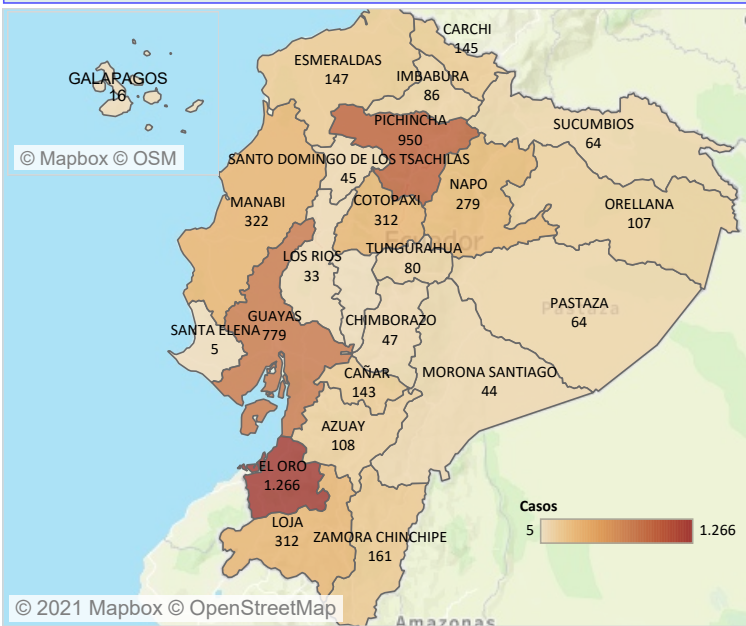 CARCHI
145
ESMERALDAS
147
IMBABURA
86
GALAPAGOS
16
PICHINCHA
950
SUCUMBIOS
64
© Mapbox © OSM
SANTO DOMINGO DE LOS TSACHILAS
45
NAPO
279
MANABI
322
COTOPAXI
312
ORELLANA
107
Ecuador
TUNGURAHUA
80
LOS RIOS
33
PASTAZA
64
Pastaza
GUAYAS
779
CHIMBORAZO
47
SANTA ELENA
5
CAÑAR
143
MORONA SANTIAGO
44
AZUAY
108
EL ORO
1.266
Casos
5
1.266
LOJA
312
ZAMORA CHINCHIPE
161
© 2021 Mapbox © OpenStreetMap
Amazonas